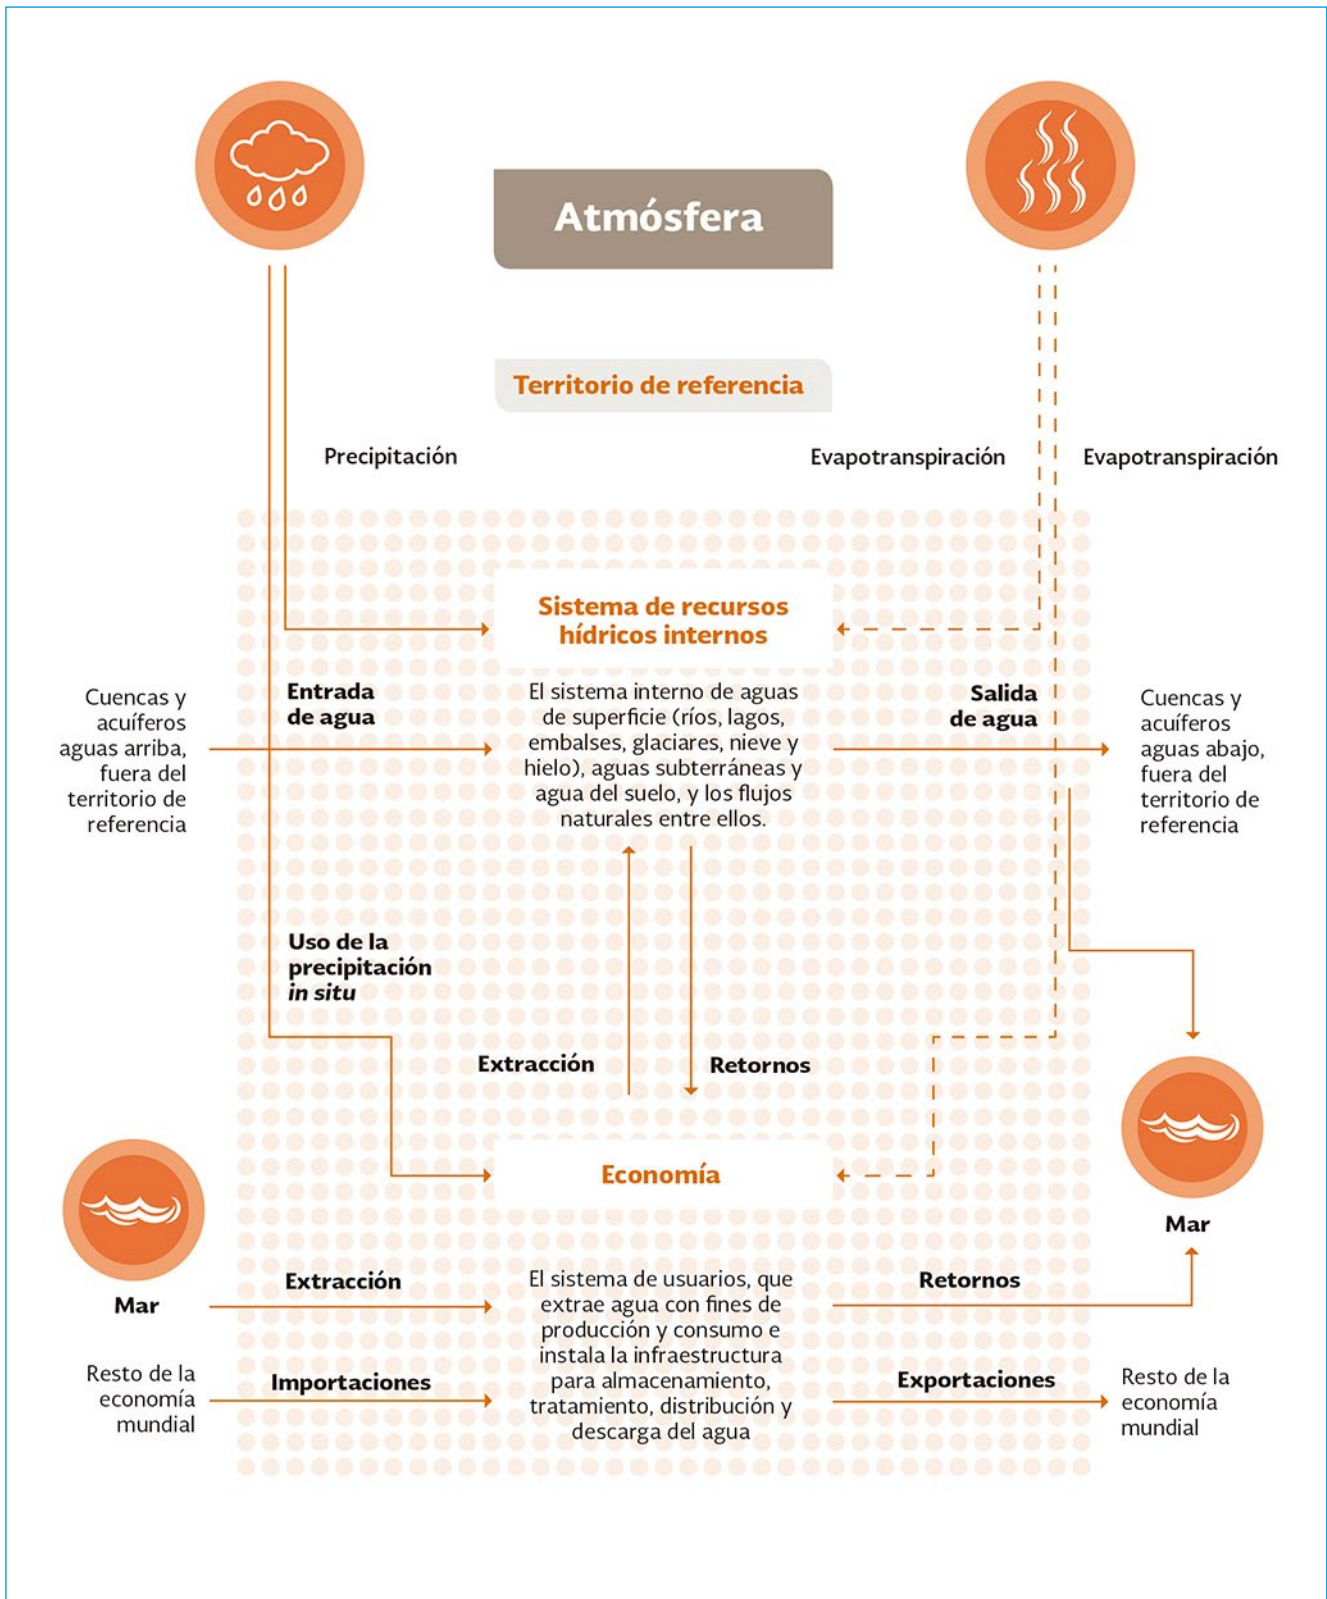 Atmósfera
Territorio de referencia
Precipitación
Evapotranspiración
Evapotranspiración
Sistema de recursos
hídricos internos
Cuencas y
acuíferos
aguas arriba,
fuera del
territorio de
referencia
Entrada
de agua
El sistema interno de aguas
de superficie (ríos, lagos,
embalses, glaciares, nieve y
hielo), aguas subterráneas y
agua del suelo, y los flujos
naturales entre ellos.
Salida
de agua
Cuencas y
acuíferos
aguas abajo,
fuera del
territorio de
referencia
Uso de la
precipitación
in situ
Extracción
Retornos
Economía
Mar
Mar
Extracción
El sistema de usuarios, que
extrae agua con fines de
producción y consumo e
instala la infraestructura
para almacenamiento,
tratamiento, distribución y
descarga del agua
Retornos
Resto de la
economía
mundial
Importaciones
Exportaciones
Resto de la
economía
mundial